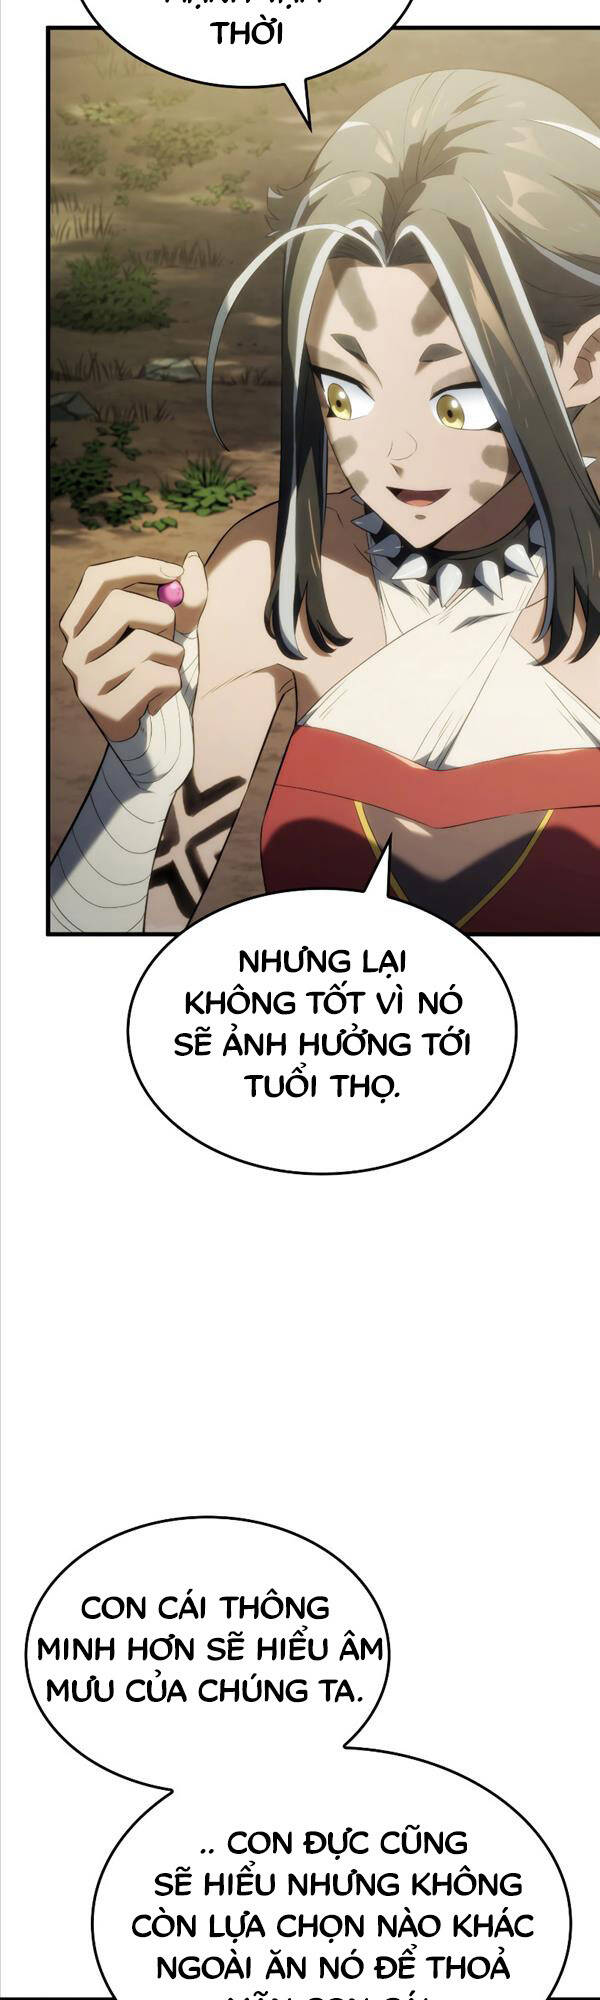 THỜI
NHƯNG LẠI
KHÔNG TỐT VÌ NÓ
SẼ ẢNH HƯỞNG TỚI
TUỔI THỌ.
CON CÁI THÔNG
MINH HƠN SẼ HIỂU ÂM
MƯU CỦA CHÚNG TA.
.. CON ĐỰC CŨNG
SẼ HIỂU NHƯNG KHÔNG
CÒN LỰA CHỌN NÀO KHÁC
NGOÀI ĂN NÓ ĐỂ THOẢ